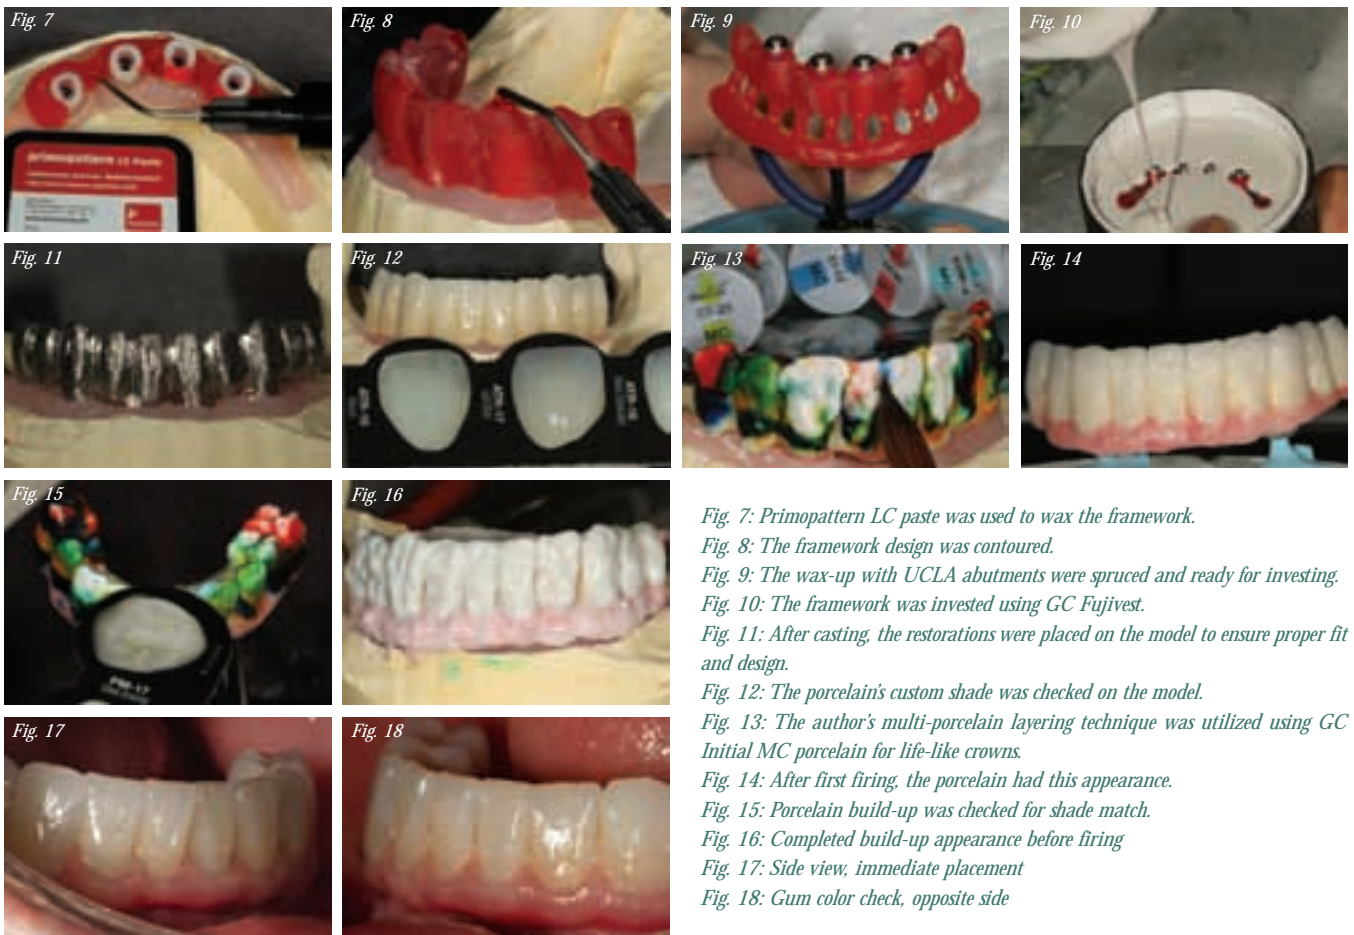 Fig. 7
Fig. 8
Fig. 9
Fig. 10
primopattern LC Paste
Fig. 11
Fig. 12
Fig. 13
Fig. 14
MC
Fig. 15
Fig. 16
Fig. 17
Fig. 18
Fig. 7: Primopattern LC paste was used to wax the framework.
Fig. 8: The framework design was contoured.
Fig. 9: The wax-up with UCLA abutments were spruced and ready for investing.
Fig. 10: The framework was invested using GC Fujivest.
Fig. 11: After casting, the restorations were placed on the model to ensure proper fit
and design.
Fig. 12: The porcelain's custom shade was checked on the model.
Fig. 13: The author's multi-porcelain layering technique was utilized using GC
Initial MC porcelain for life-like crowns.
Fig. 14: After first firing, the porcelain had this appearance.
Fig. 15: Porcelain build-up was checked for shade match.
Fig. 16: Completed build-up appearance before firing
Fig. 17: Side view, immediate placement
Fig. 18: Gum color check, opposite side